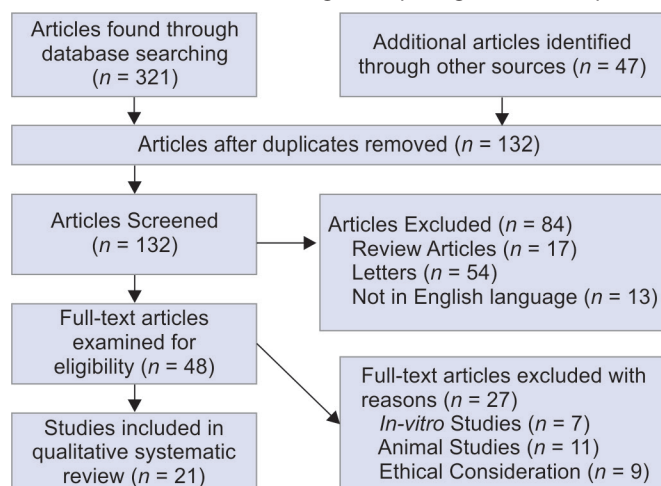 Articles found through
database searching
(n = 321)
Additional articles identified
through other sources (n = 47)
Articles after duplicates removed (n = 132)
Articles Screened
(n = 132)
Articles Excluded (n = 84)
Review Articles (n = 17)
Letters (n = 54)
Not in English language (n = 13)
Full-text articles
examined for
eligibility (n = 48)
Full-text articles excluded with
reasons (n = 27)
In-vitro Studies (n = 7)
Animal Studies (n = 11)
Ethical Consideration (n = 9)
Studies included in
qualitative systematic
review (n = 21)